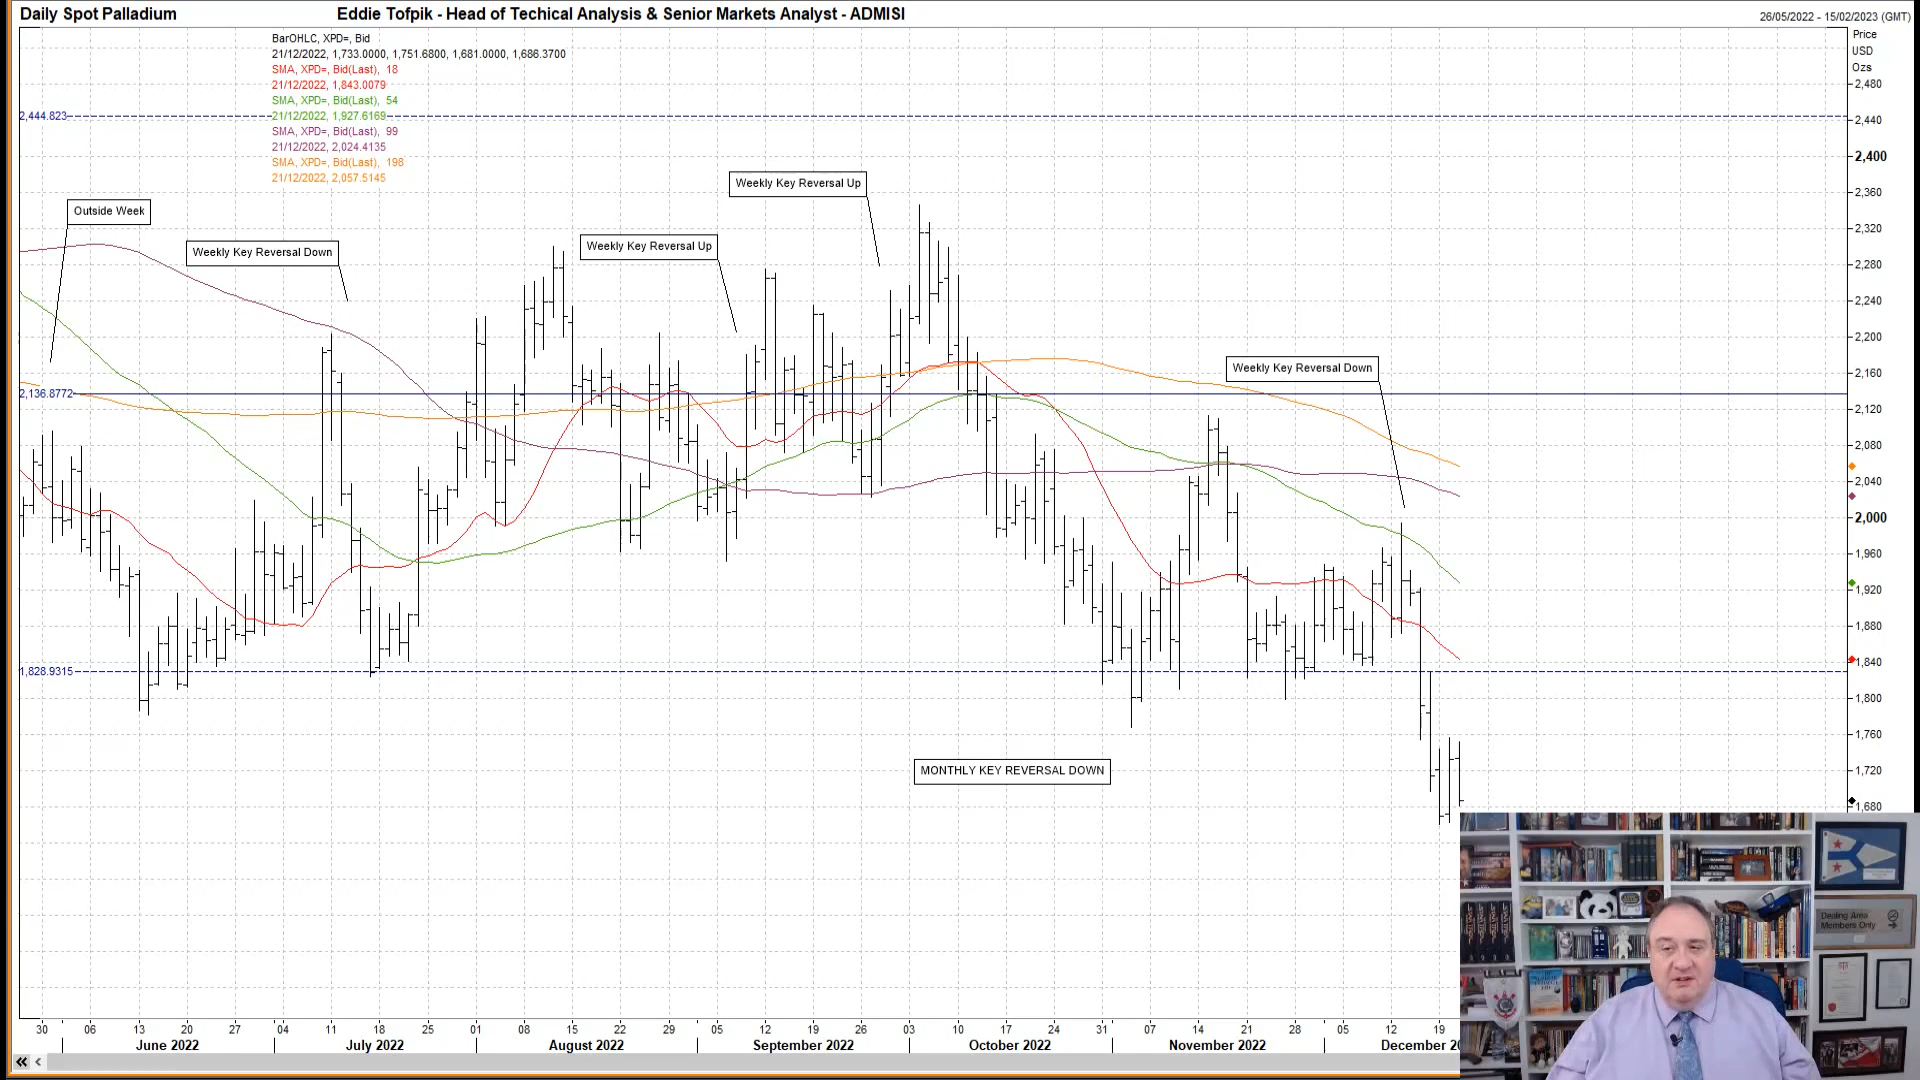 Daily Spot Palladium
Eddie Tofpik - Head of Techical Analysis & Senior Markets Analyst - ADMISI
26/05/2022 - 15/02/2023 (GMT)
BarOHLC, XPD=, Bid
21/12/2022, 1,733.0000, 1,751.6800, 1,681.0000, 1,686.3700
SMA, XPD=, Bid(Last), 18
21/12/2022, 1,843.0079
SMA, XPD=, Bid(Last), 54
21/12/2022, 1,927.6169
SMA, XPD=, Bid(Last), 99
21/12/2022, 2,024.4135
SMA, XPD=, Bid(Last), 198
21/12/2022, 2,057.5145
Price
USD
Ozs
2,480
2,440
2,400
2,360
2,320
2,280
2,240
2,200
2,160
2,120
2,080
2,040
2,000
1,960
1,920
1,880
1,840
1,800
1,760
1,720
1,680
2,444.823
2,136.8772
1,828.9315
Outside Week
Weekly Key Reversal Down
Weekly Key Reversal Up
Weekly Key Reversal Up
Weekly Key Reversal Down
MONTHLY KEY REVERSAL DOWN
30 06 13 20 27 04 11 18 25 01 08 15 22 29 05 12 19 26 03 10 17 24 31 07 14 21 28 05 12 19
June 2022 July 2022 August 2022 September 2022 October 2022 November 2022 December 20
Dealing Area
Members Only